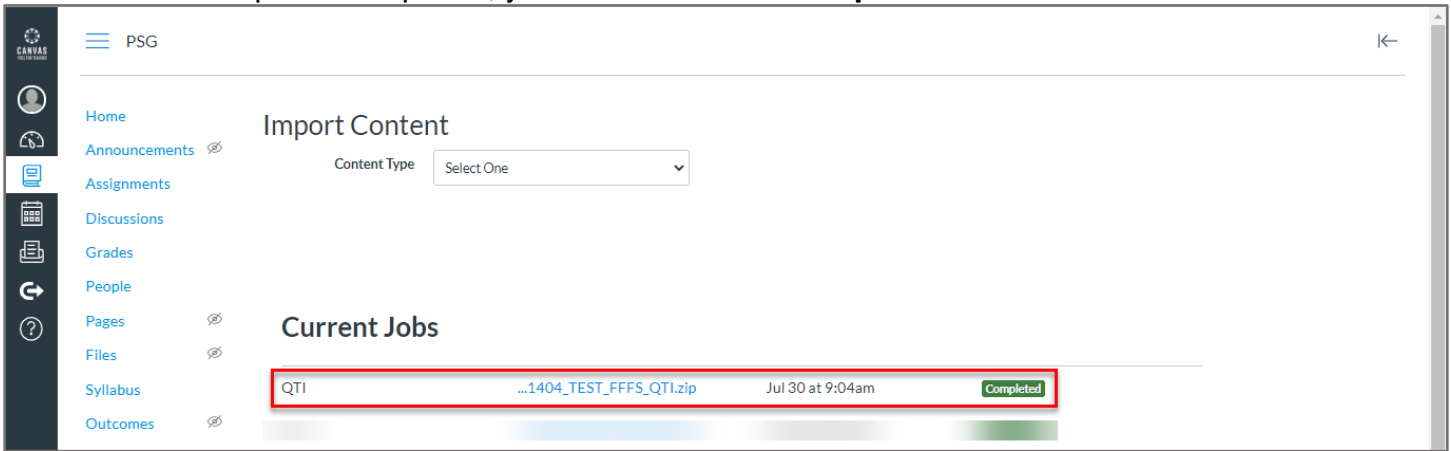 CANVAS
PSG
Home
Announcements
Assignments
Discussions
Grades
People
Pages
Files
Syllabus
Outcomes
Import Content
Content Type Select One
Current Jobs
QTI ...1404_TEST_FFFS_QTI.zip Jul 30 at 9:04am Completed